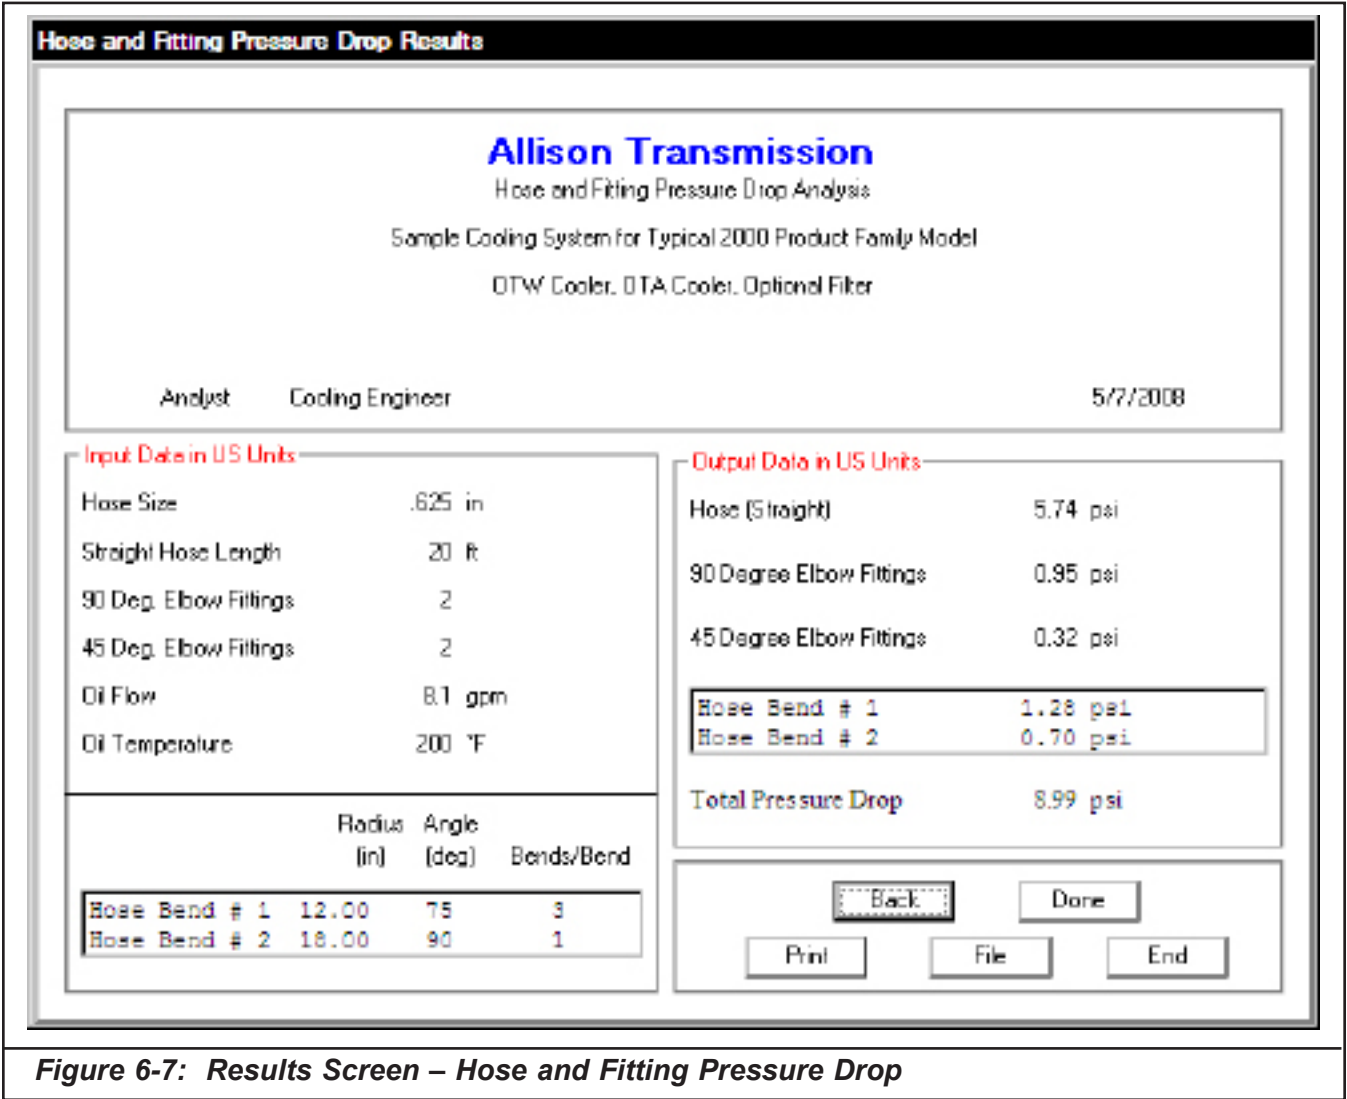 Hose and Fitting Pressure Drop Results
Allison Transmission
Hose and Fitting Pressure Drop Analysis
Sample Cooling System for Typical 2000 Product Family Model
OTW Cooler, OTA Cooler, Optional Filter
Analyst Cooling Engineer 5/7/2008
Input Data in US Units
Hose Size .625 in
Straight Hose Length 20 ft
90 Deg. Elbow Fittings 2
45 Deg. Elbow Fittings 2
Oil Flow 8.1 gpm
Oil Temperature 200 °F
Radius Angle
(in) (deg) Bends/Bend
Hose Bend # 1 12.00 75 3
Hose Bend # 2 18.00 90 1
Output Data in US Units
Hose (Straight) 5.74 psi
90 Degree Elbow Fittings 0.95 psi
45 Degree Elbow Fittings 0.32 psi
Hose Bend # 1 1.28 psi
Hose Bend # 2 0.70 psi
Total Pressure Drop 8.99 psi
Back Done
Print File End
Figure 6-7: Results Screen – Hose and Fitting Pressure Drop